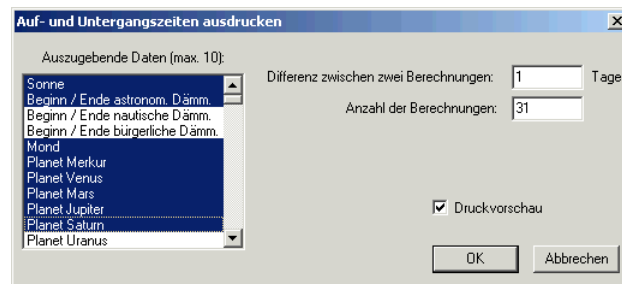 Auf- und Untergangszeiten ausdrucken
Auszugebende Daten (max. 10):
Sonne
Beginn / Ende astronom. Dämm.
Beginn / Ende nautische Dämm.
Beginn / Ende bürgerliche Dämm.
Mond
Planet Merkur
Planet Venus
Planet Mars
Planet Jupiter
Planet Saturn
Planet Uranus
Differenz zwischen zwei Berechnungen: 1 Tage
Anzahl der Berechnungen: 31
Druckvorschau
OK Abbrechen